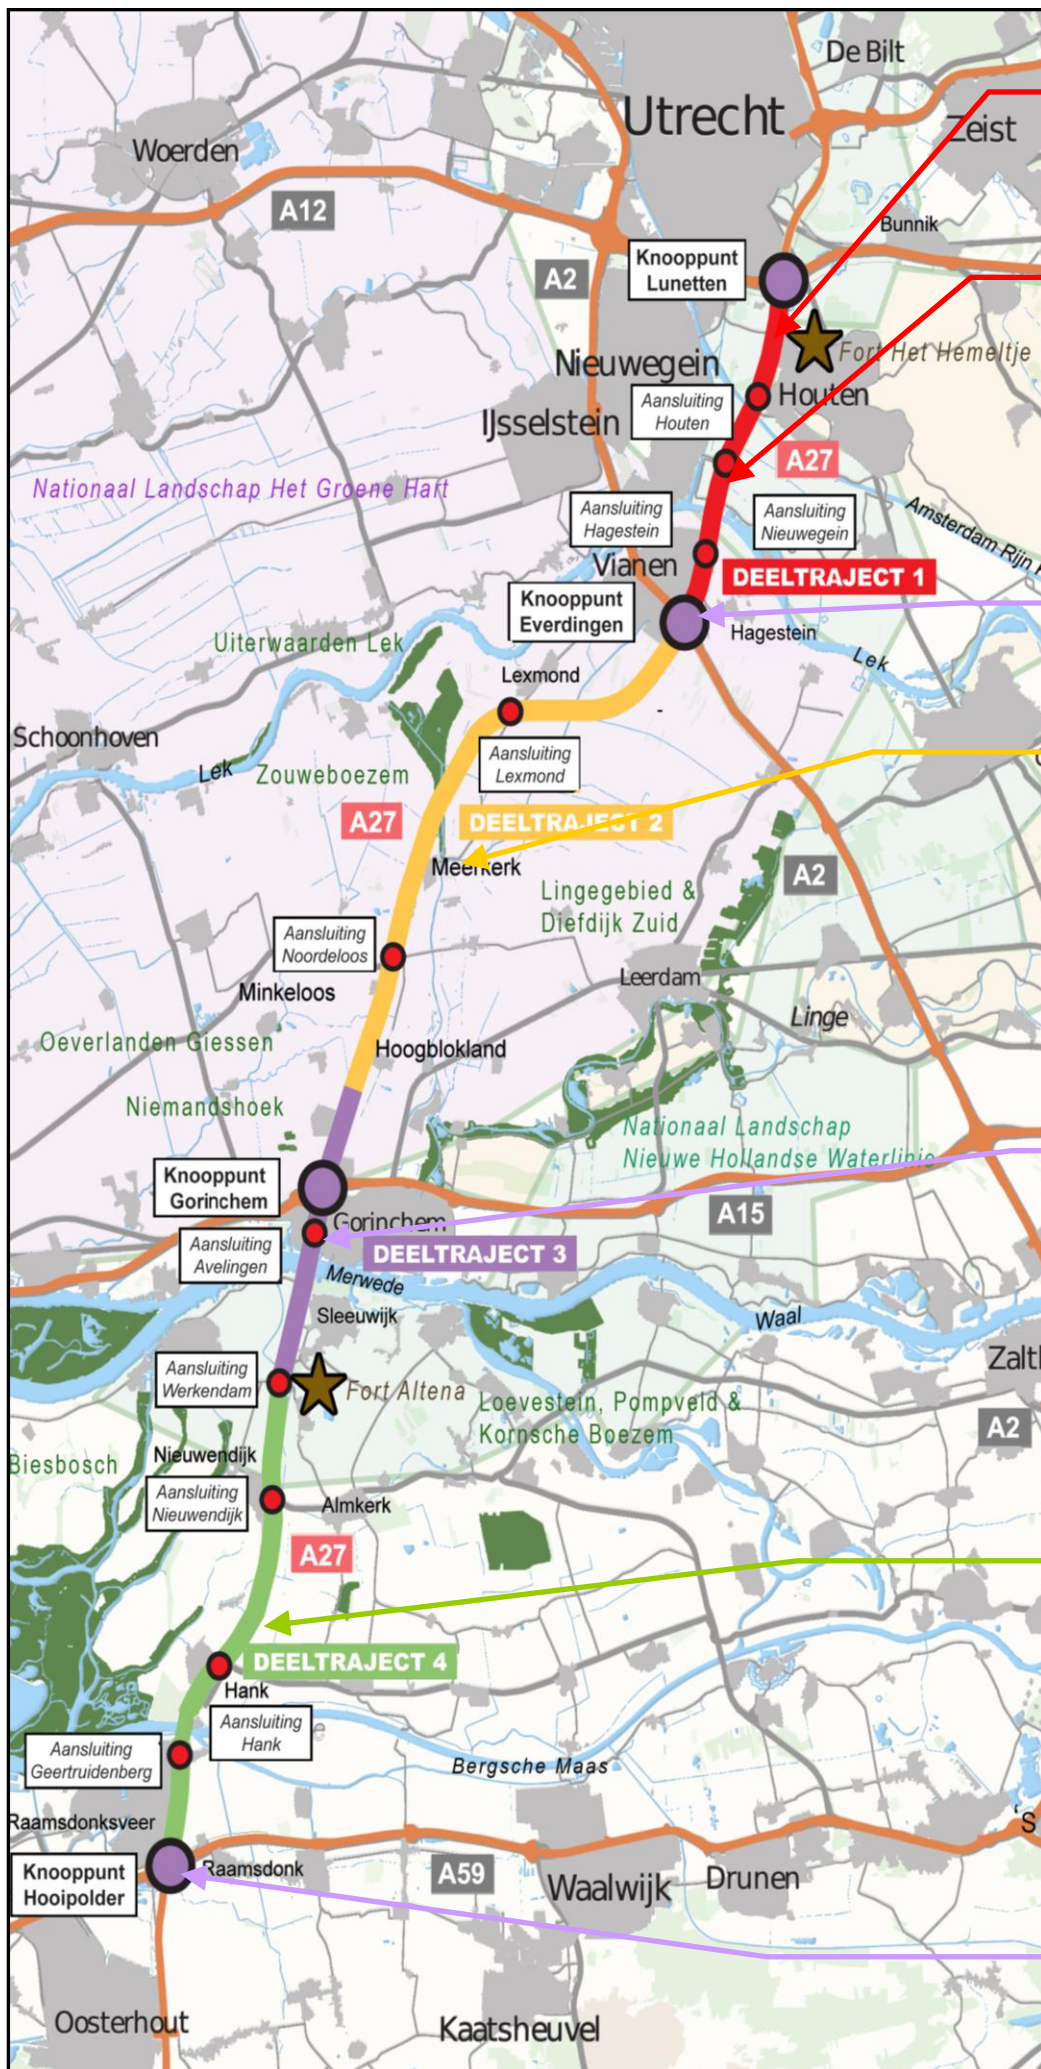 De Bilt
Utrecht
Zeist
Woerden
A12
Bunnik
Knooppunt
Lunetten
A2
Fort Het Hemeltje
Nieuwegein
Houten
Aansluiting
Houten
IJsselstein
A27
Nationaal Landschap Het Groene Hart
Aansluiting
Hagestein
Aansluiting
Nieuwegein
Amsterdam-Rijn
Vianen
DEELTRAJECT 1
Knooppunt
Everdingen
Hagestein
Uiterwaarden Lek
Lek
Lexmond
Schoonhoven
Aansluiting
Lexmond
Lek
Zouweboezem
A27
DEELTRAJECT 2
Meerkerk
A2
Lingegebied &
Diefdijk Zuid
Aansluiting
Noordeloos
Leerdam
Minkeloos
Linge
Oeverlanden Giessen
Hoogblokland
Niemandshoek
Nationaal Landschap
Nieuwe Hollandse Waterlinie
Knooppunt
Gorinchem
A15
Gorinchem
Aansluiting
Avelingen
DEELTRAJECT 3
Merwede
Sleeuwijk
Waal
Zalt
Aansluiting
Werkendam
Fort Altena
Loevestein, Pompveld &
Kornsche Boezem
A2
Biesbosch
Nieuwendijk
Aansluiting
Nieuwendijk
Almkerk
A27
DEELTRAJECT 4
Hank
Aansluiting
Hank
Aansluiting
Geertruidenberg
Bergsche Maas
Raamsdonksveer
'S
Knooppunt
Hooipolder
Raamsdonk
A59
Waalwijk
Drunen
Oosterhout
Kaatsheuvel